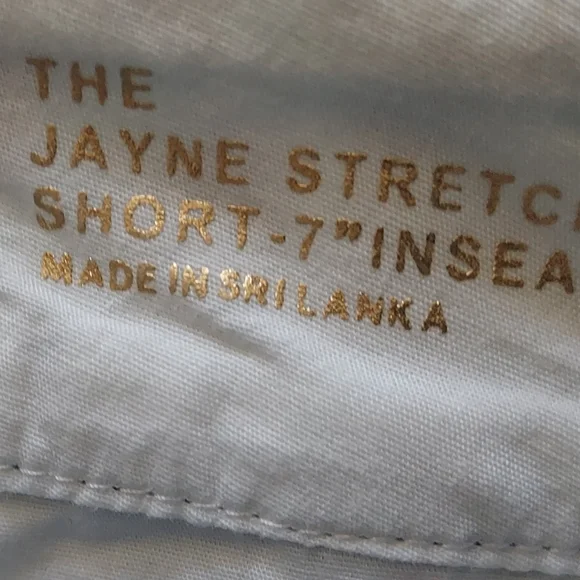 THE
JAYNE STRETC
SHORT-7" INSEA
MADE IN SRI LANKA